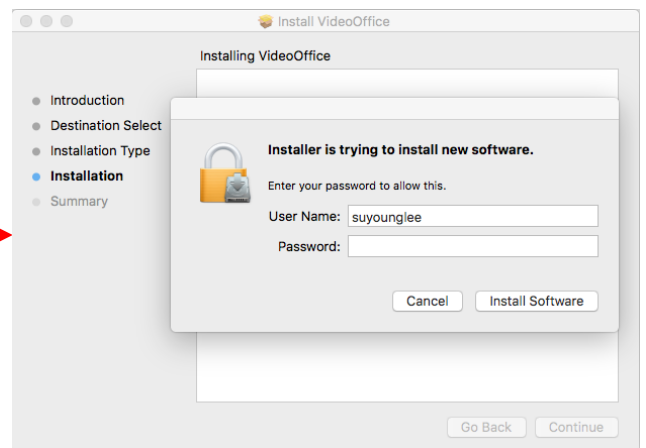 Install VideoOffice
Installing VideoOffice
Introduction
Destination Select
Installation Type
Installation
Summary
Installer is trying to install new software.
Enter your password to allow this.
User Name: suyounglee
Password:
Cancel Install Software
Go Back Continue